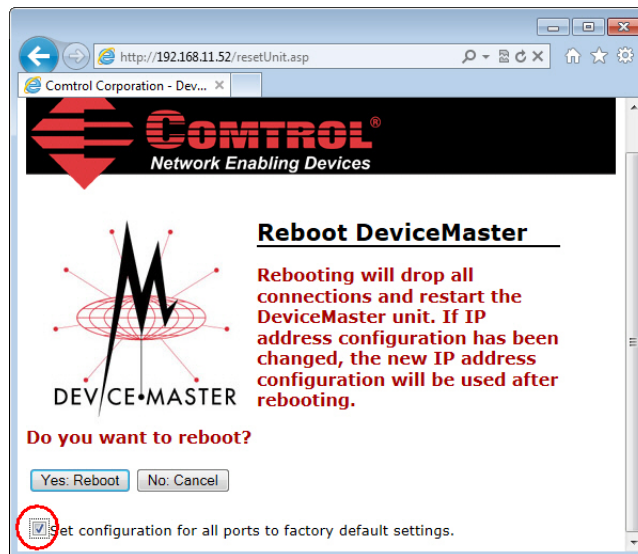 http://192.168.11.52/resetUnit.asp
Comtrol Corporation - Dev...
COMTROL®
Network Enabling Devices
Reboot DeviceMaster
Rebooting will drop all
connections and restart the
DeviceMaster unit. If IP
address configuration has been
changed, the new IP address
configuration will be used after
rebooting.
DEVICE•MASTER
Do you want to reboot?
Yes: Reboot No: Cancel
Set configuration for all ports to factory default settings.